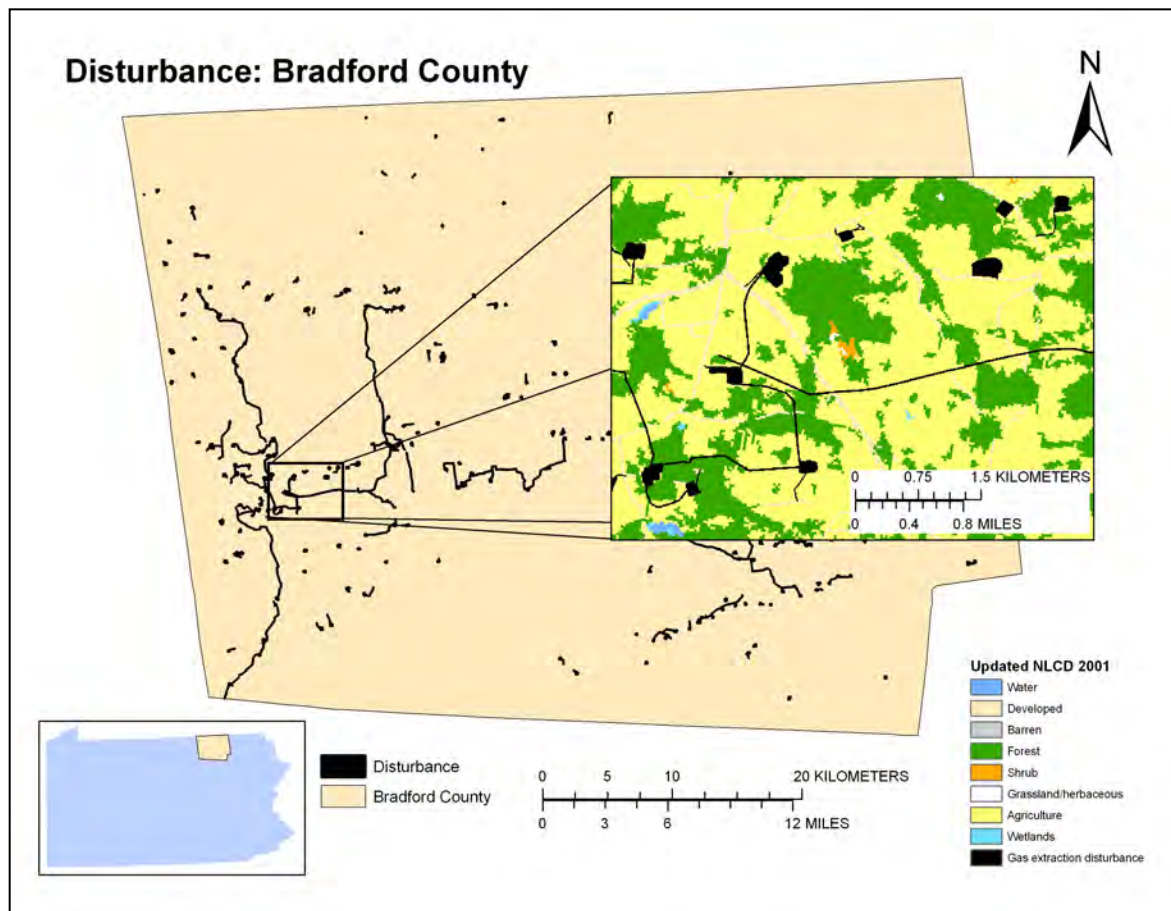 Disturbance: Bradford County
N
0 0.75 1.5 KILOMETERS
0 0.4 0.8 MILES
Updated NLCD 2001
Water
Developed
Barren
Forest
Shrub
Grassland/herbaceous
Agriculture
Wetlands
Gas extraction disturbance
Disturbance
Bradford County
0 5 10 20 KILOMETERS
0 3 6 12 MILES